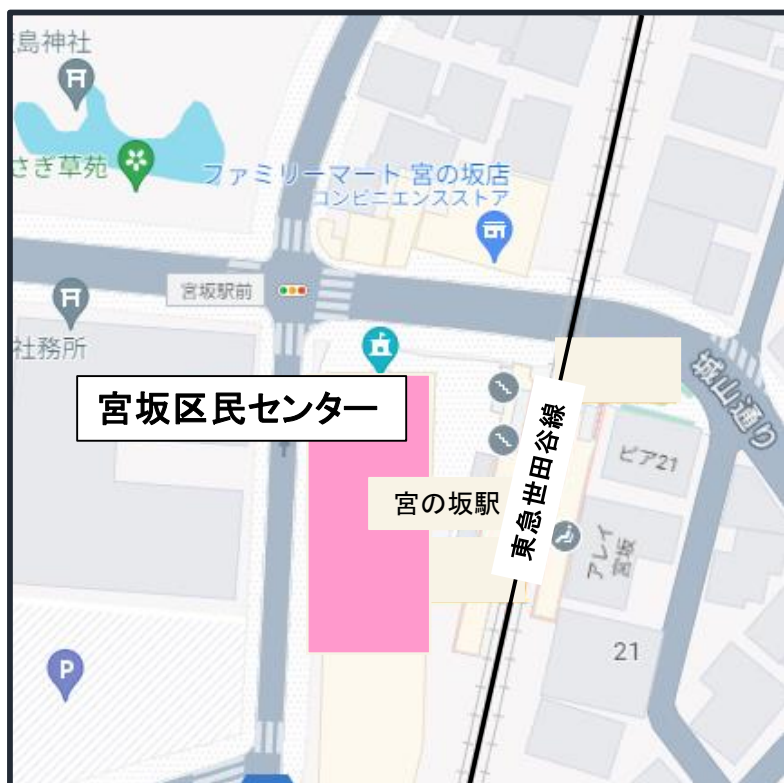 島神社
さぎ草苑
ファミリーマート 宮の坂店
コンビニエンスストア
宮坂駅前
社務所
宮坂区民センター
城山通り
東急世田谷線
ピア21
宮の坂駅
アレイ
宮坂
21
P